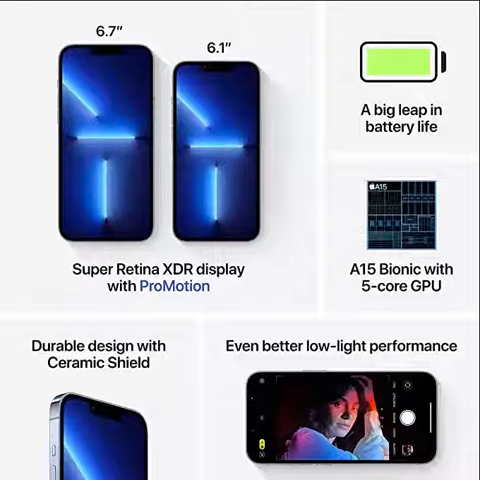 6.7″
6.1″
Super Retina XDR display
with ProMotion
A big leap in
battery life
A15
A15 Bionic with
5-core GPU
Durable design with
Ceramic Shield
Even better low-light performance